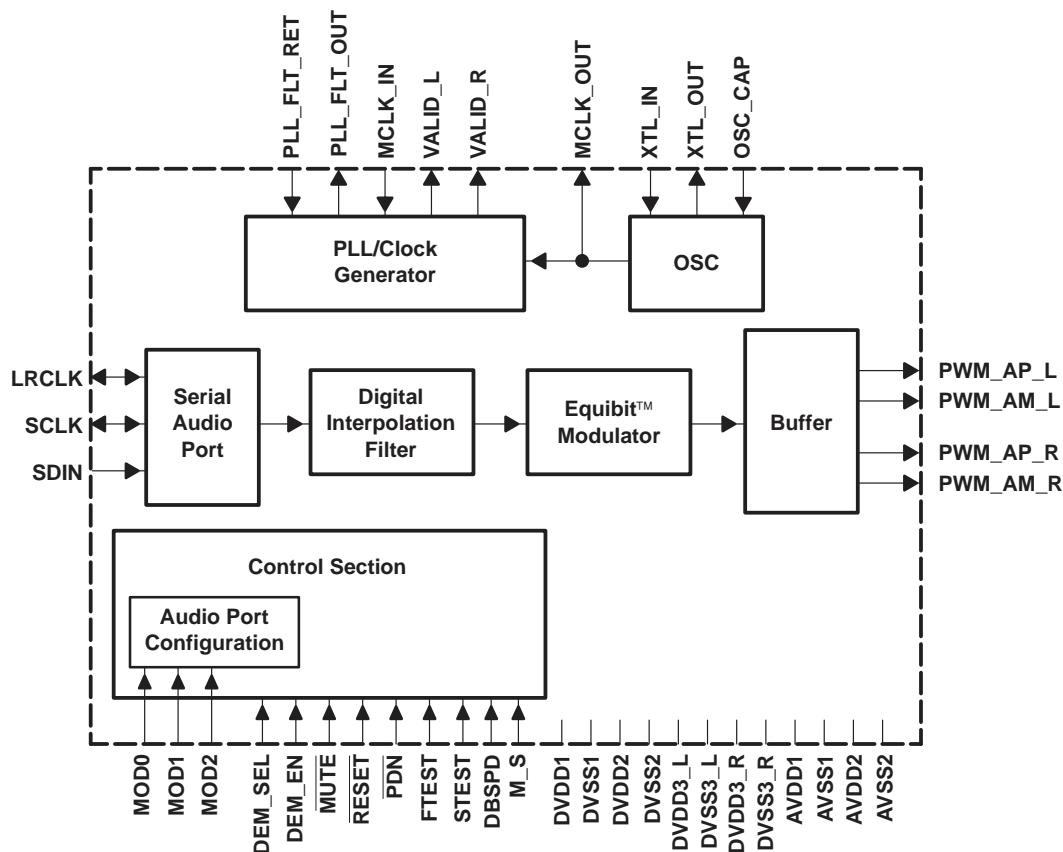 PLL_FLT_RET
PLL_FLT_OUT
MCLK_IN
VALID_L
VALID_R
MCLK_OUT
XTL_IN
XTL_OUT
OSC_CAP
PLL/Clock
Generator
OSC
LRCLK
SCLK
SDIN
Serial
Audio
Port
Digital
Interpolation
Filter
Equibit™
Modulator
Buffer
PWM_AP_L
PWM_AM_L
PWM_AP_R
PWM_AM_R
Control Section
Audio Port
Configuration
MOD0
MOD1
MOD2
DEM_SEL
DEM_EN
MUTE
RESET
PDN
FTEST
STEST
DBSPD
M_S
DVDD1
DVSS1
DVDD2
DVSS2
DVDD3_L
DVSS3_L
DVDD3_R
DVSS3_R
AVDD1
AVSS1
AVDD2
AVSS2